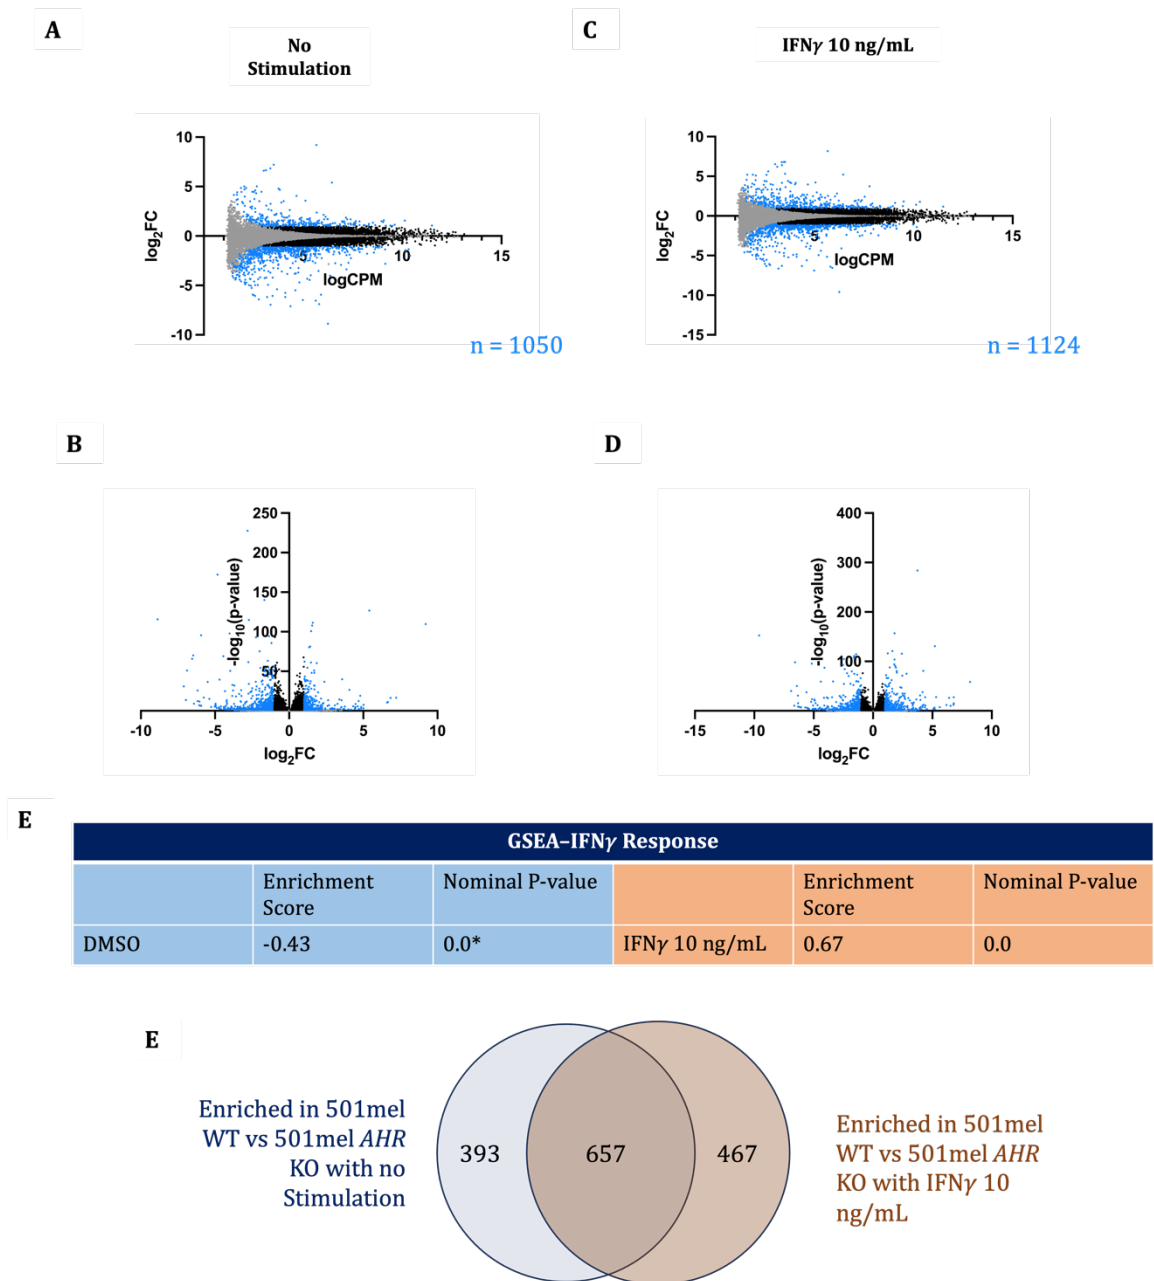 A
No
Stimulation
10
5
0
-5
-10
log₂FC
5
10
15
logCPM
n = 1050
C
IFNγ 10 ng/mL
10
5
0
-5
-10
-15
log₂FC
5
10
15
logCPM
n = 1124
B
250
200
150
100
50
-log₁₀(p-value)
-10
-5
0
5
10
log₂FC
D
400
300
200
100
-log₁₀(p-value)
-15
-10
-5
0
5
10
log₂FC
E
GSEA–IFNγ Response
Enrichment
Score
Nominal P-value
Enrichment
Score
Nominal P-value
DMSO
-0.43
0.0*
IFNγ 10 ng/mL
0.67
0.0
E
Enriched in 501mel
WT vs 501mel AHR
KO with no
Stimulation
393
657
467
Enriched in 501mel
WT vs 501mel AHR
KO with IFNγ 10
ng/mL